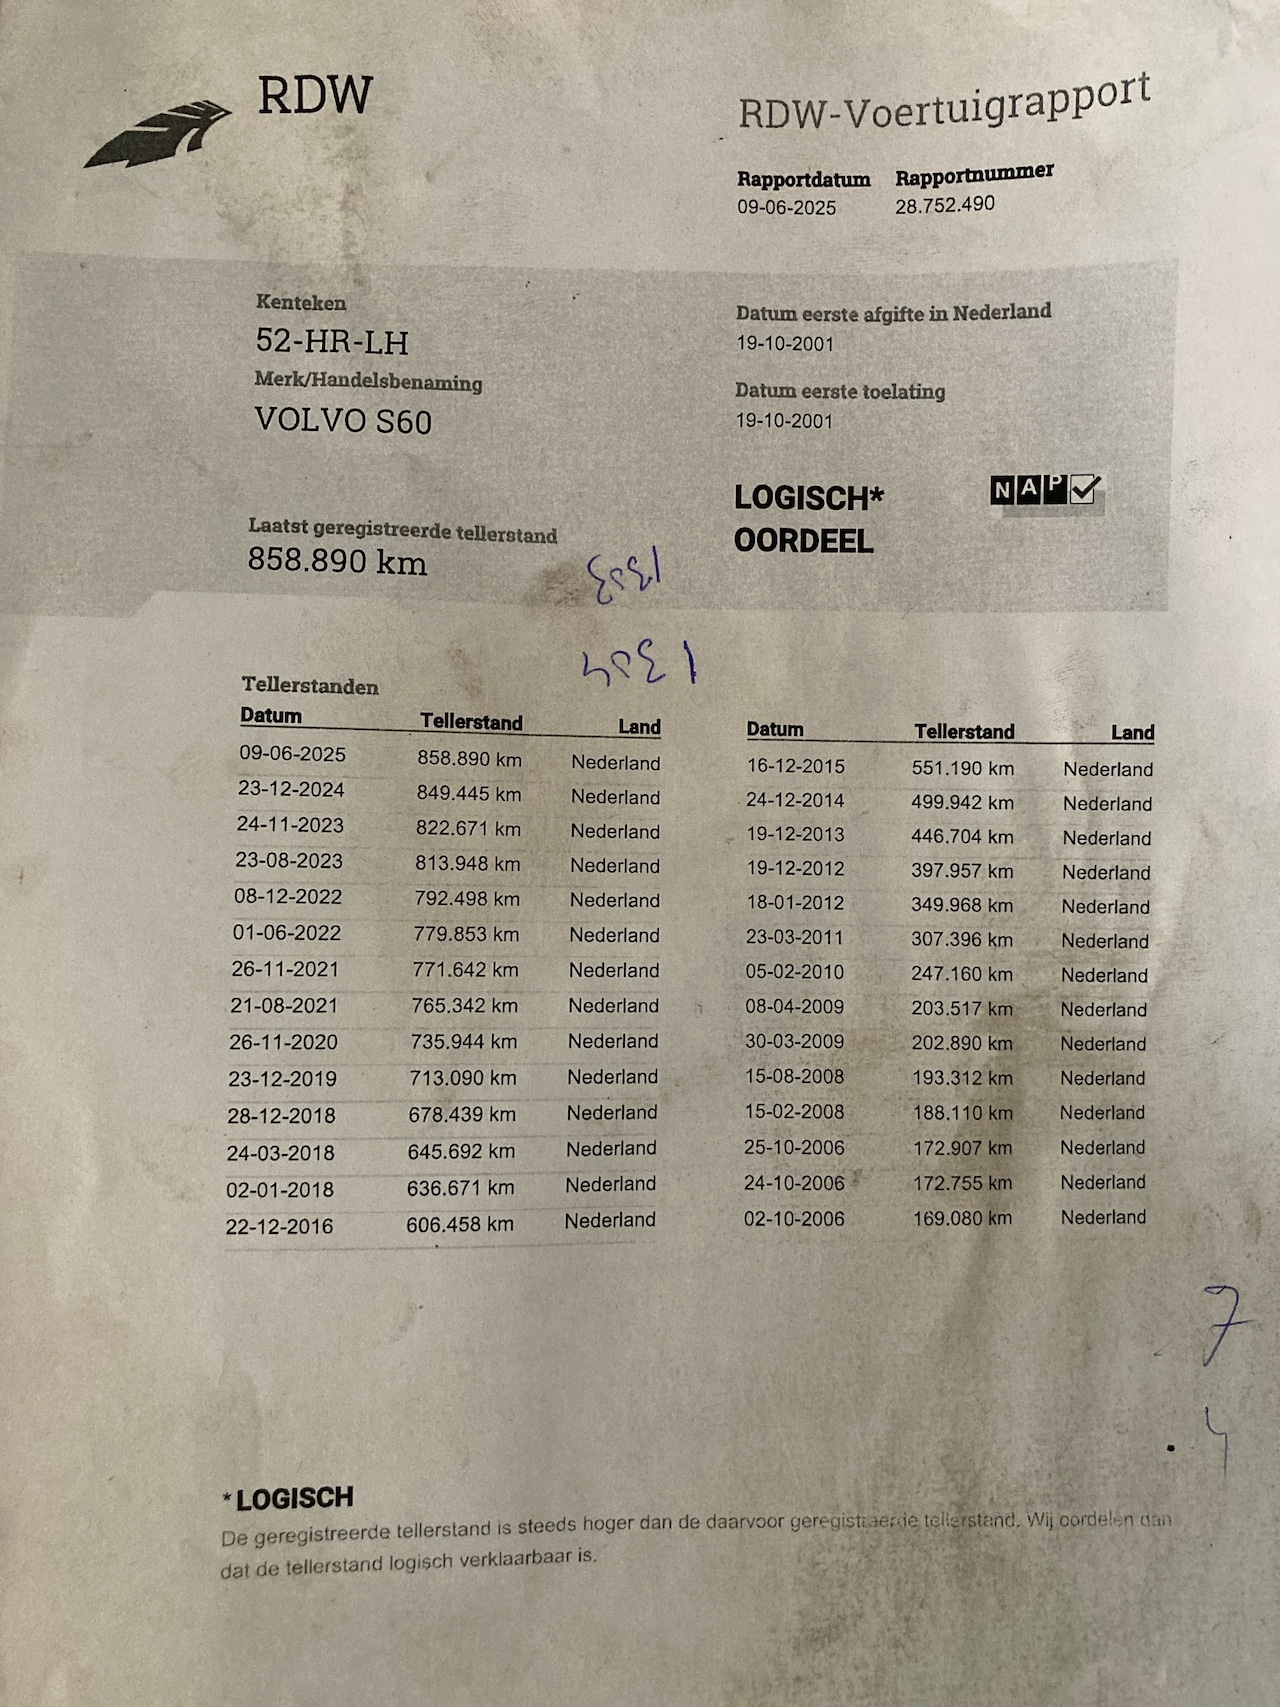 RDW
RDW-Voertuigrapport
Rapportdatum Rapportnummer
09-06-2025 28.752.490
Kenteken
52-HR-LH
Merk/Handelsbenaming
VOLVO S60
Datum eerste afgifte in Nederland
19-10-2001
Datum eerste toelating
19-10-2001
Laatst geregistreerde tellerstand
858.890 km
LOGISCH*
OORDEEL
NAP
Tellerstanden
Datum Tellerstand Land
09-06-2025 858.890 km Nederland
23-12-2024 849.445 km Nederland
24-11-2023 822.671 km Nederland
23-08-2023 813.948 km Nederland
08-12-2022 792.498 km Nederland
01-06-2022 779.853 km Nederland
26-11-2021 771.642 km Nederland
21-08-2021 765.342 km Nederland
26-11-2020 735.944 km Nederland
23-12-2019 713.090 km Nederland
28-12-2018 678.439 km Nederland
24-03-2018 645.692 km Nederland
02-01-2018 636.671 km Nederland
22-12-2016 606.458 km Nederland
Datum Tellerstand Land
16-12-2015 551.190 km Nederland
24-12-2014 499.942 km Nederland
19-12-2013 446.704 km Nederland
19-12-2012 397.957 km Nederland
18-01-2012 349.968 km Nederland
23-03-2011 307.396 km Nederland
05-02-2010 247.160 km Nederland
08-04-2009 203.517 km Nederland
30-03-2009 202.890 km Nederland
15-08-2008 193.312 km Nederland
15-02-2008 188.110 km Nederland
25-10-2006 172.907 km Nederland
24-10-2006 172.755 km Nederland
02-10-2006 169.080 km Nederland
7
4
*LOGISCH
De geregistreerde tellerstand is steeds hoger dan de daarvoor geregistreerde tellerstand. Wij oordelen dan
dat de tellerstand logisch verklaarbaar is.